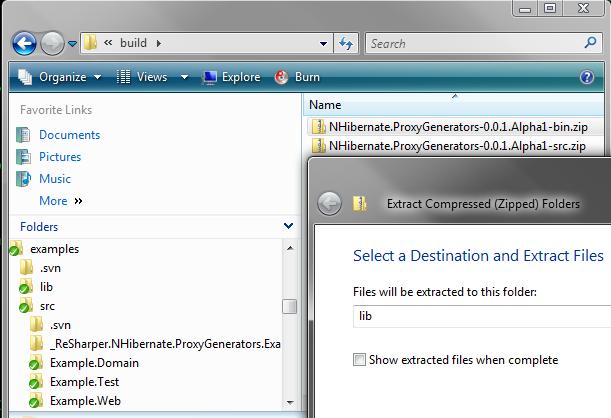 build
Search
Organize Views Explore Burn
Favorite Links
Documents
Pictures
Music
More
Folders
examples
.svn
lib
src
.svn
_ReSharper.NHibernate.ProxyGenerators.Exa
Example.Domain
Example.Test
Example.Web
Name
NHibernate.ProxyGenerators-0.0.1.Alpha1-bin.zip
NHibernate.ProxyGenerators-0.0.1.Alpha1-src.zip
Extract Compressed (Zipped) Folders
Select a Destination and Extract Files
Files will be extracted to this folder:
lib
Show extracted files when complete